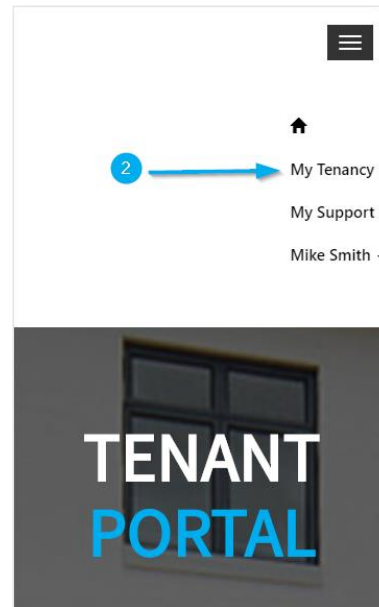 2
My Tenancy
My Support
Mike Smith
TENANT
PORTAL